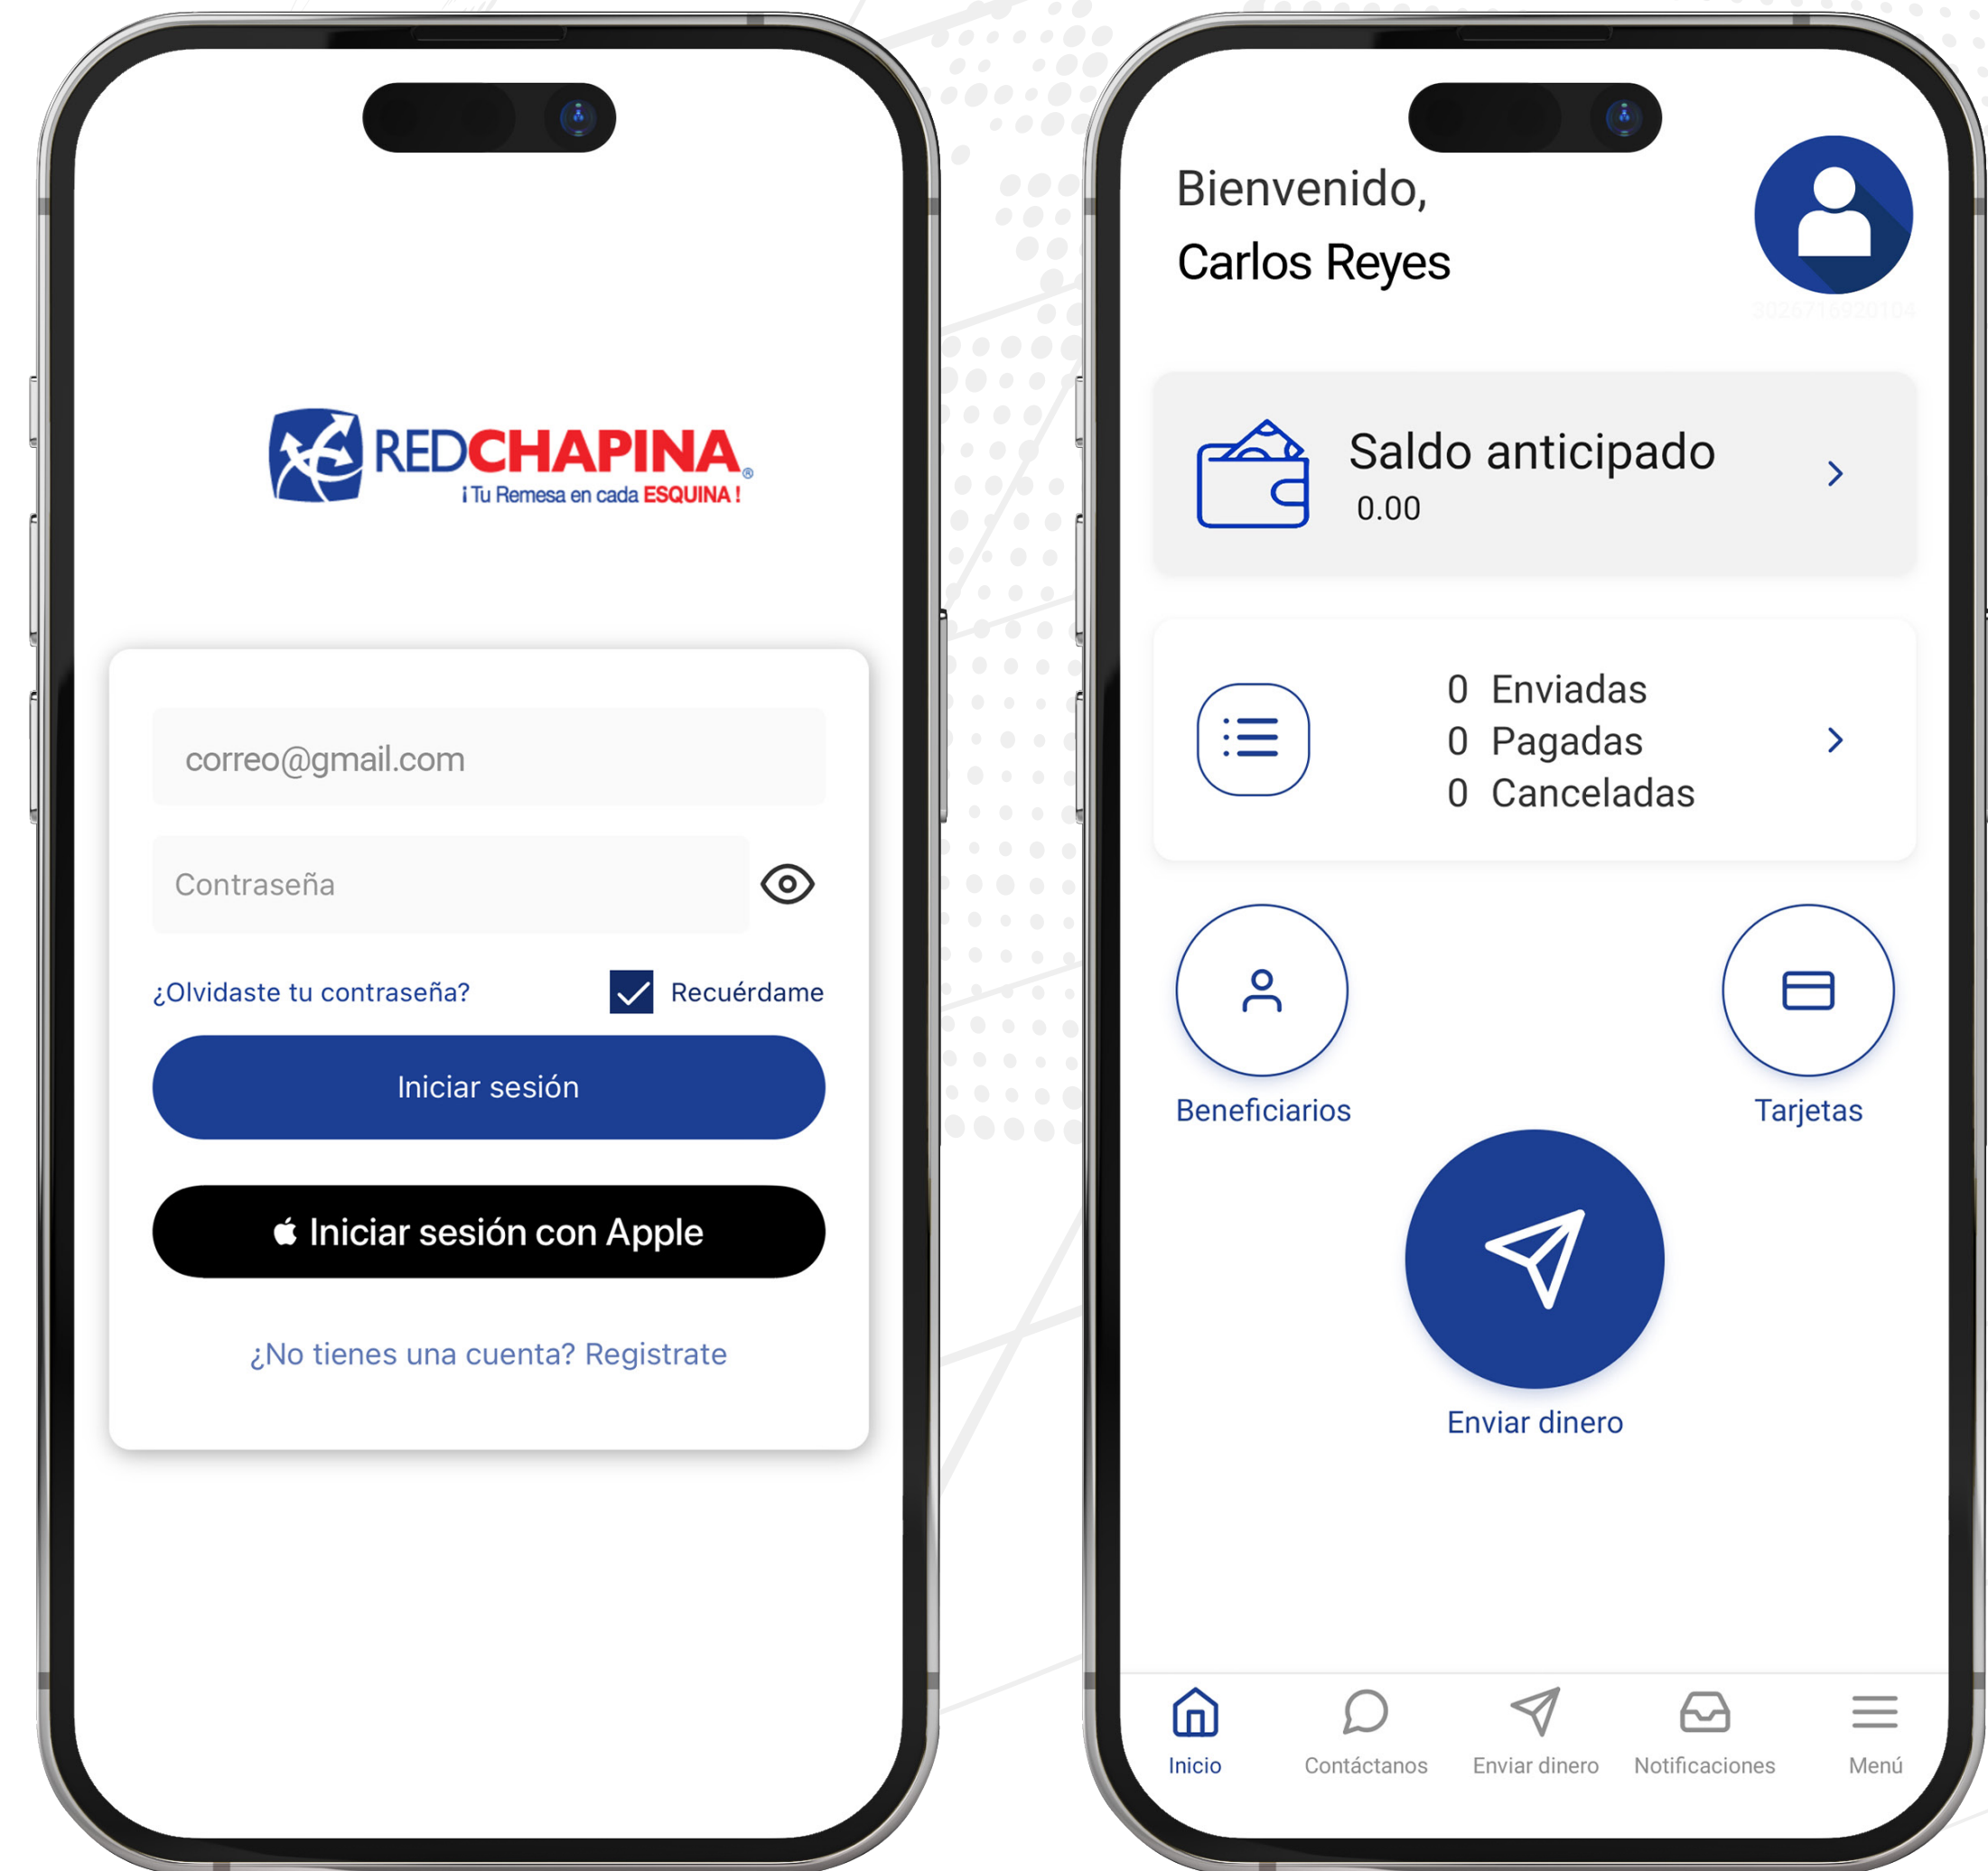 REDCHAPINA®
¡Tu Remesa en cada ESQUINA!
correo@gmail.com
Contraseña
¿Olvidaste tu contraseña?
Recuérdame
Iniciar sesión
Iniciar sesión con Apple
¿No tienes una cuenta? Registrate
Bienvenido,
Carlos Reyes
3026716920104
Saldo anticipado
0.00
0 Enviadas
0 Pagadas
0 Canceladas
Beneficiarios
Tarjetas
Enviar dinero
Inicio
Contáctanos
Enviar dinero
Notificaciones
Menú